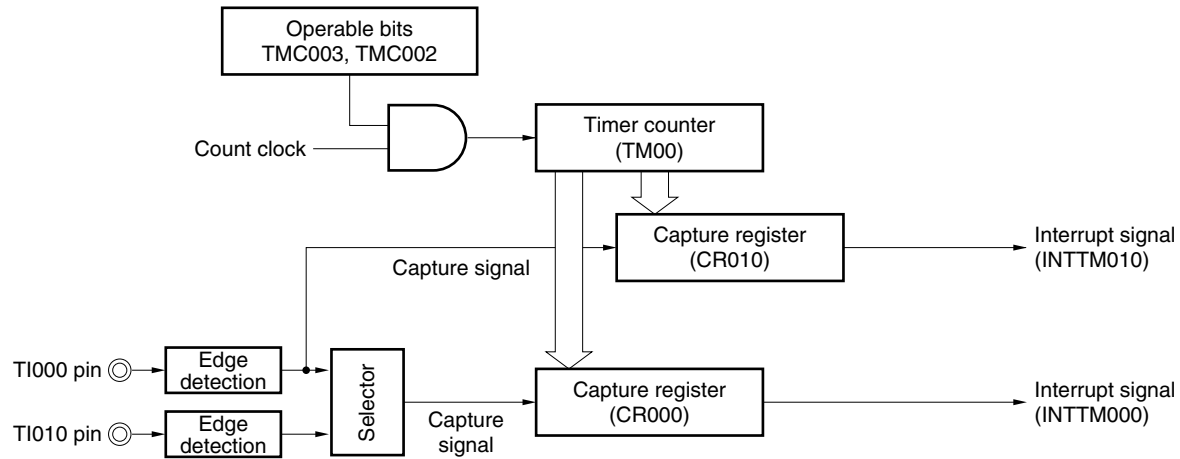 Operable bits
TMC003, TMC002
Count clock
Timer counter
(TM00)
Capture register
(CR010)
Interrupt signal
(INTTM010)
Capture signal
TI000 pin
Edge
detection
Selector
Capture register
(CR000)
Interrupt signal
(INTTM000)
TI010 pin
Edge
detection
Capture
signal